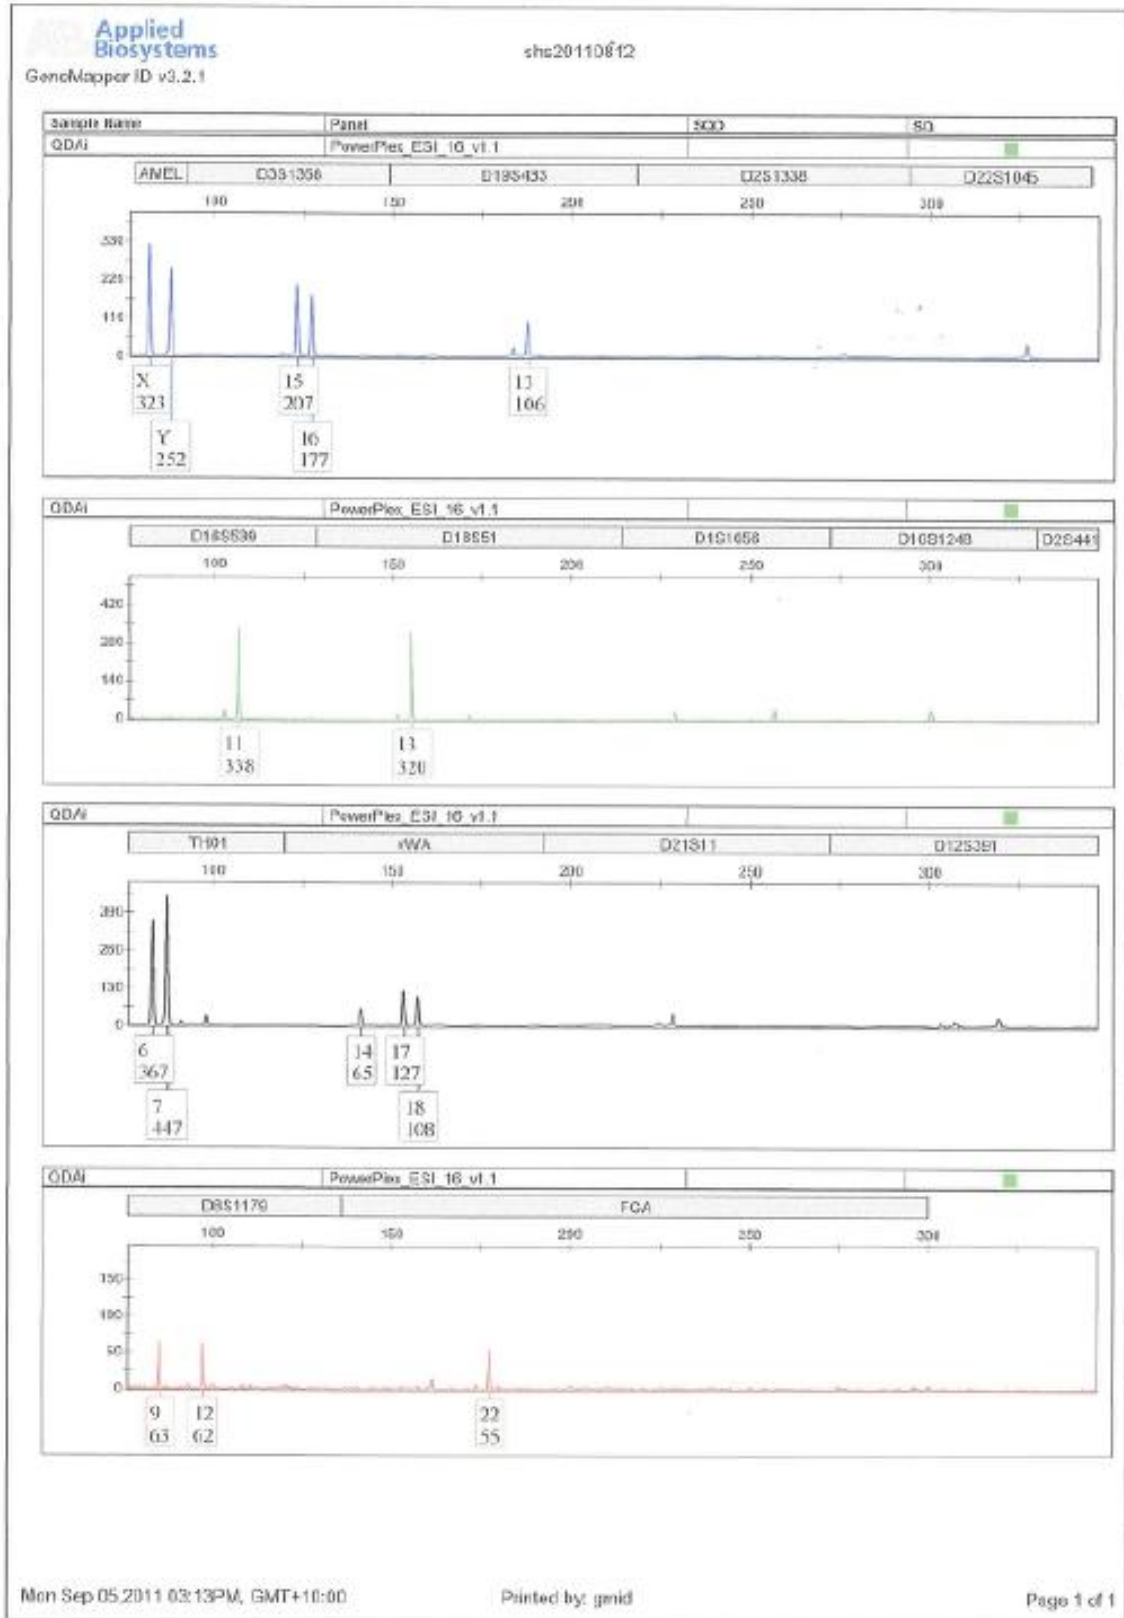 Applied
Biosystems
shs20110812
GeneMapper ID v3.2.1
Sample Name Panel SQO SQ
QDAi PowerPlex_ESI_16_v1.1
AMEL D3S1358 D19S433 D2S1338 D22S1045
100 150 200 250 300
330
220
110
0
X 15 13
323 207 106
Y 16
252 177
QDAi PowerPlex_ESI_16_v1.1
D16S539 D18S51 D1S1656 D10S1248 D2S441
100 150 200 250 300
420
280
140
0
11 13
338 320
QDAi PowerPlex_ESI_16_v1.1
TH01 vWA D21S11 D12S391
100 150 200 250 300
390
260
130
0
6 14 17
367 65 127
7 18
447 108
QDAi PowerPlex_ESI_16_v1.1
D8S1179 FGA
100 150 200 250 300
150
100
50
0
9 12 22
63 62 55
Mon Sep 05,2011 03:13PM, GMT+10:00 Printed by: gmid Page 1 of 1